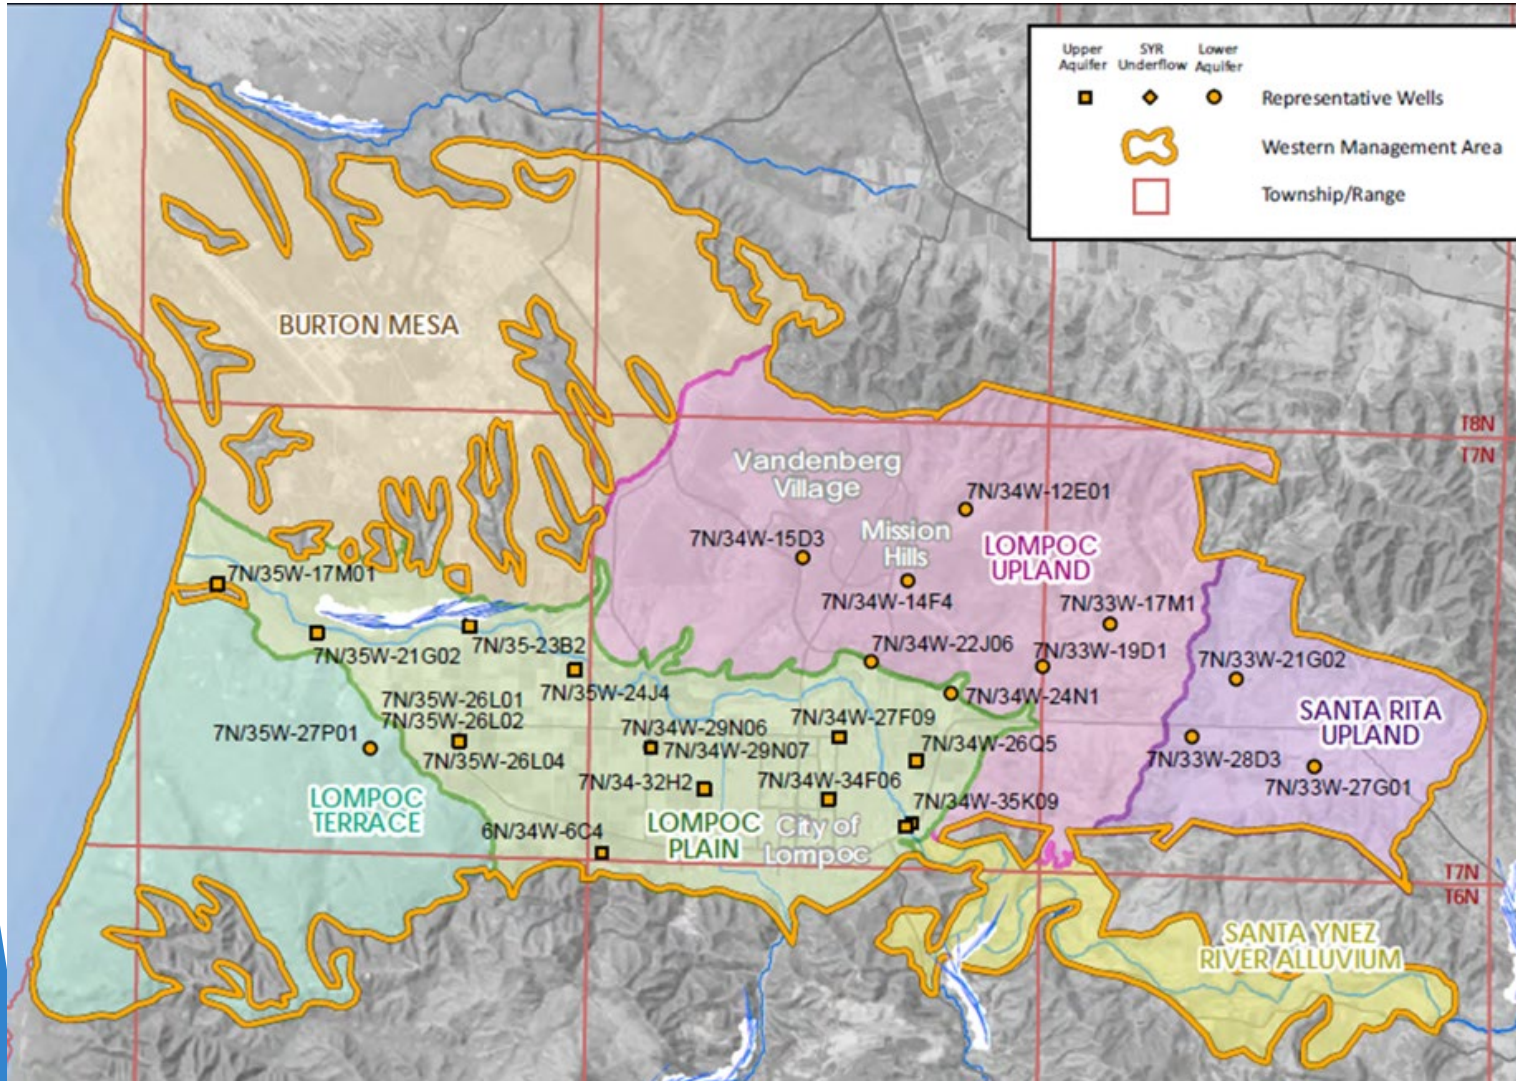 Upper
Aquifer
SYR
Underflow
Lower
Aquifer
Representative Wells
Western Management Area
Township/Range
BURTON MESA
T8N
T7N
Vandenberg
Village
7N/34W-12E01
7N/34W-15D3
Mission
Hills
LOMPOC
UPLAND
7N/35W-17M01
7N/34W-14F4
7N/33W-17M1
7N/35-23B2
7N/34W-22J06
7N/35W-21G02
7N/33W-19D1
7N/33W-21G02
7N/35W-24J4
7N/34W-24N1
7N/35W-26L01
7N/35W-26L02
7N/35W-27P01
7N/34W-29N06
7N/34W-27F09
SANTA RITA
UPLAND
7N/34W-29N07
7N/34W-26Q5
7N/35W-26L04
7N/33W-28D3
7N/34-32H2
7N/34W-34F06
7N/33W-27G01
LOMPOC
TERRACE
7N/34W-35K09
6N/34W-6C4
LOMPOC
PLAIN
City of
Lompoc
T7N
T6N
SANTA YNEZ
RIVER ALLUVIUM